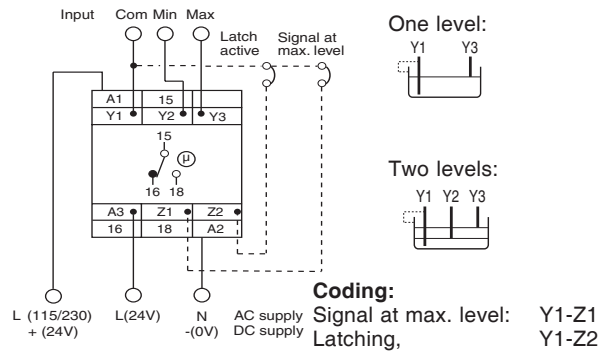 Input Com Min Max
Latch active
Signal at max. level
A1 15
Y1 Y2 Y3
15
µ
16 18
A3 Z1 Z2
16 18 A2
L (115/230)
+ (24V)
L(24V)
N
-(0V)
AC supply
DC supply
One level:
Y1 Y3
Two levels:
Y1 Y2 Y3
Coding:
Signal at max. level: Y1-Z1
Latching, Y1-Z2